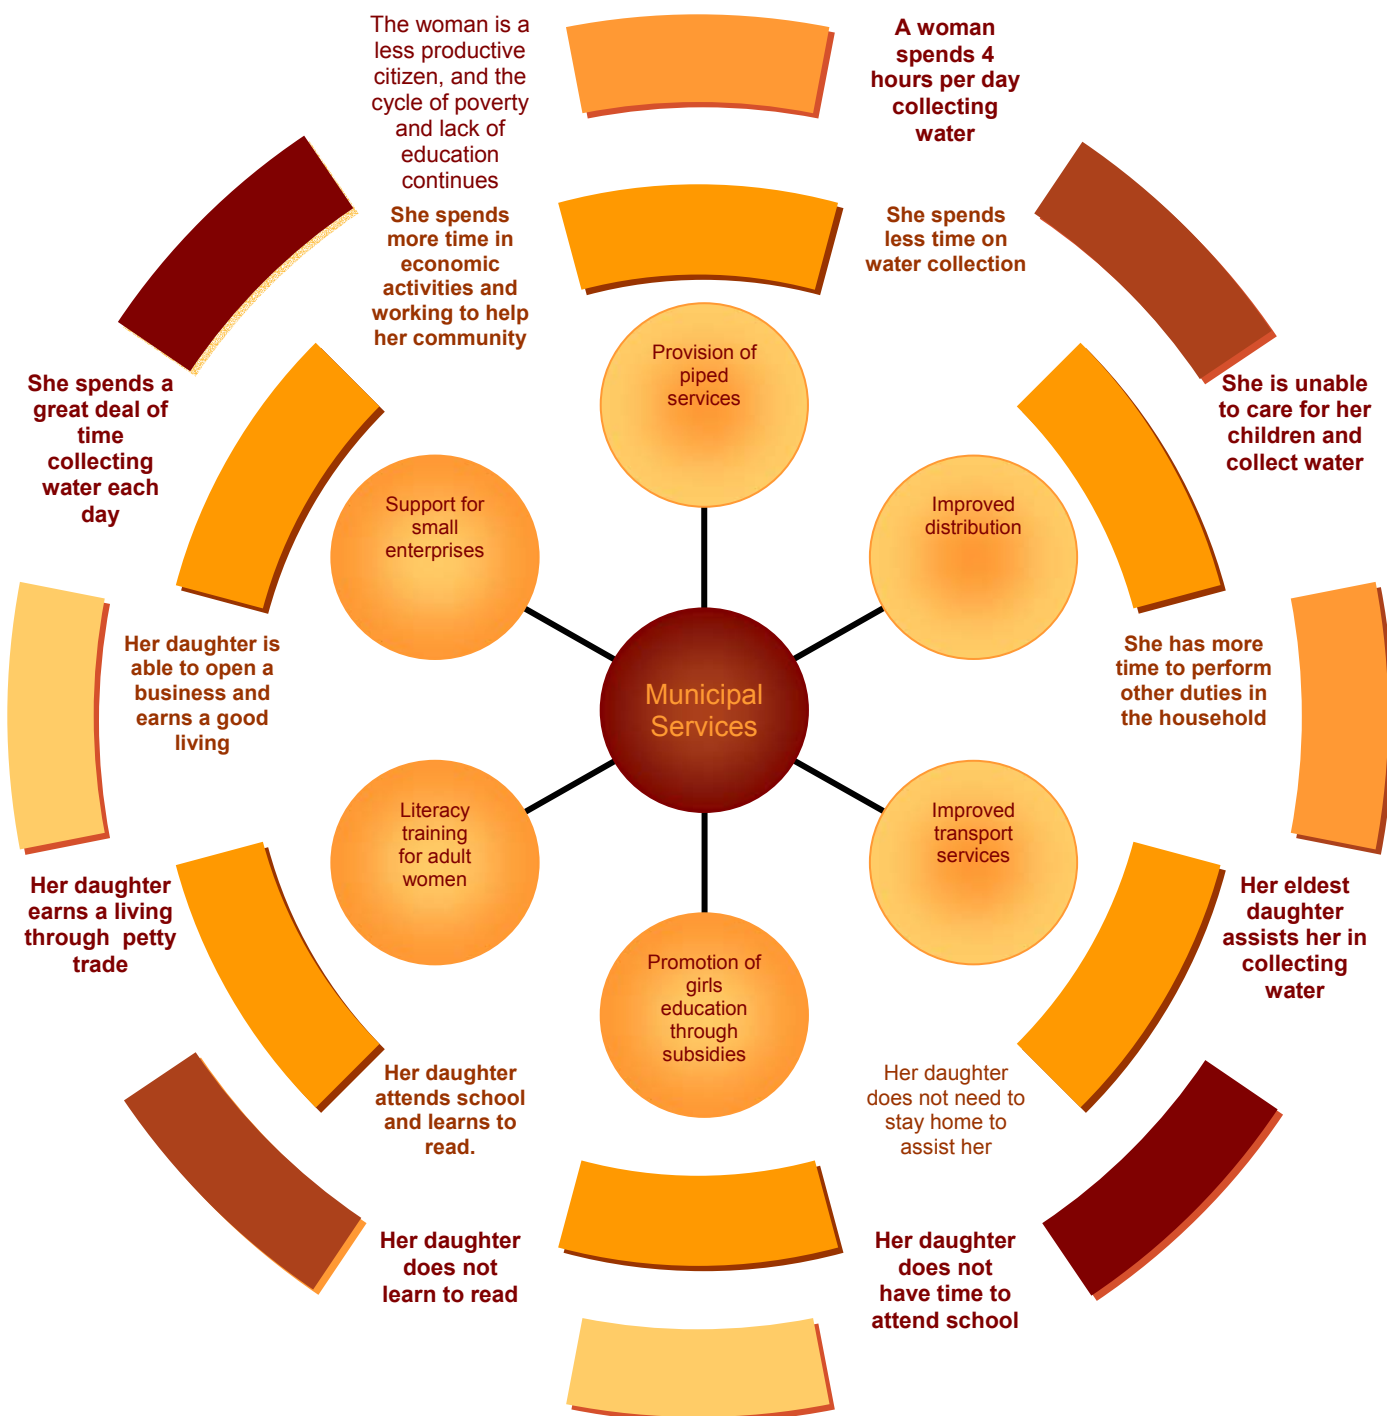 The woman is a
less productive
citizen, and the
cycle of poverty
and lack of
education
continues
A woman
spends 4
hours per day
collecting
water
She spends
more time in
economic
activities and
working to help
her community
She spends
less time on
water collection
Provision of
piped
services
She spends a
great deal of
time
collecting
water each
day
She is unable
to care for her
children and
collect water
Support for
small
enterprises
Improved
distribution
Her daughter is
able to open a
business and
earns a good
living
Municipal
Services
She has more
time to perform
other duties in
the household
Literacy
training
for adult
women
Improved
transport
services
Her daughter
earns a living
through  petty
trade
Her eldest
daughter
assists her in
collecting
water
Promotion of
girls
education
through
subsidies
Her daughter
attends school
and learns to
read.
Her daughter
does not need to
stay home to
assist her
Her daughter
does not
learn to read
Her daughter
does not
have time to
attend school